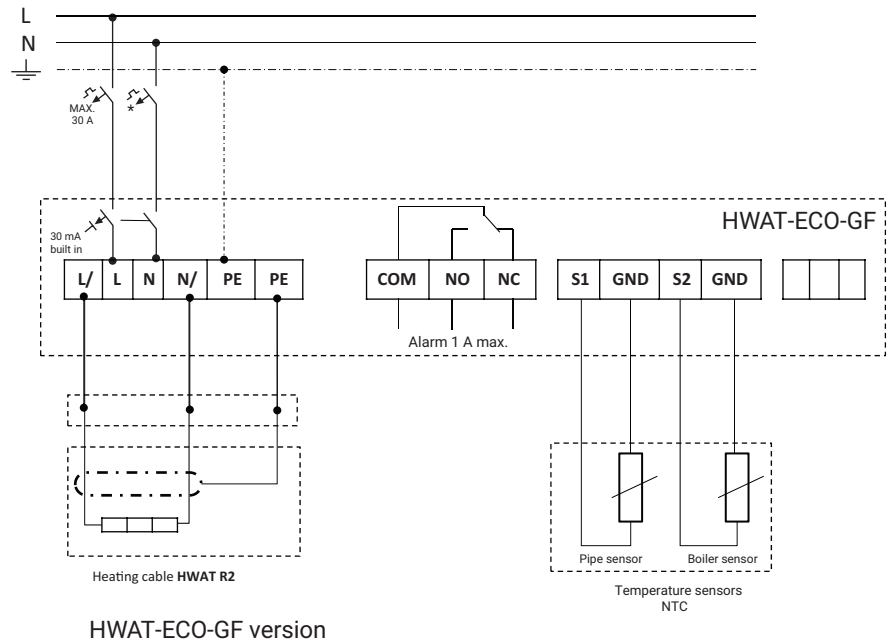 L
N
MAX.
30 A
*
HWAT-ECO-GF
30 mA
built in
L/ L N N/ PE PE
COM NO NC
S1 GND S2 GND
Alarm 1 A max.
Pipe sensor
Boiler sensor
Heating cable HWAT R2
Temperature sensors
NTC
HWAT-ECO-GF version